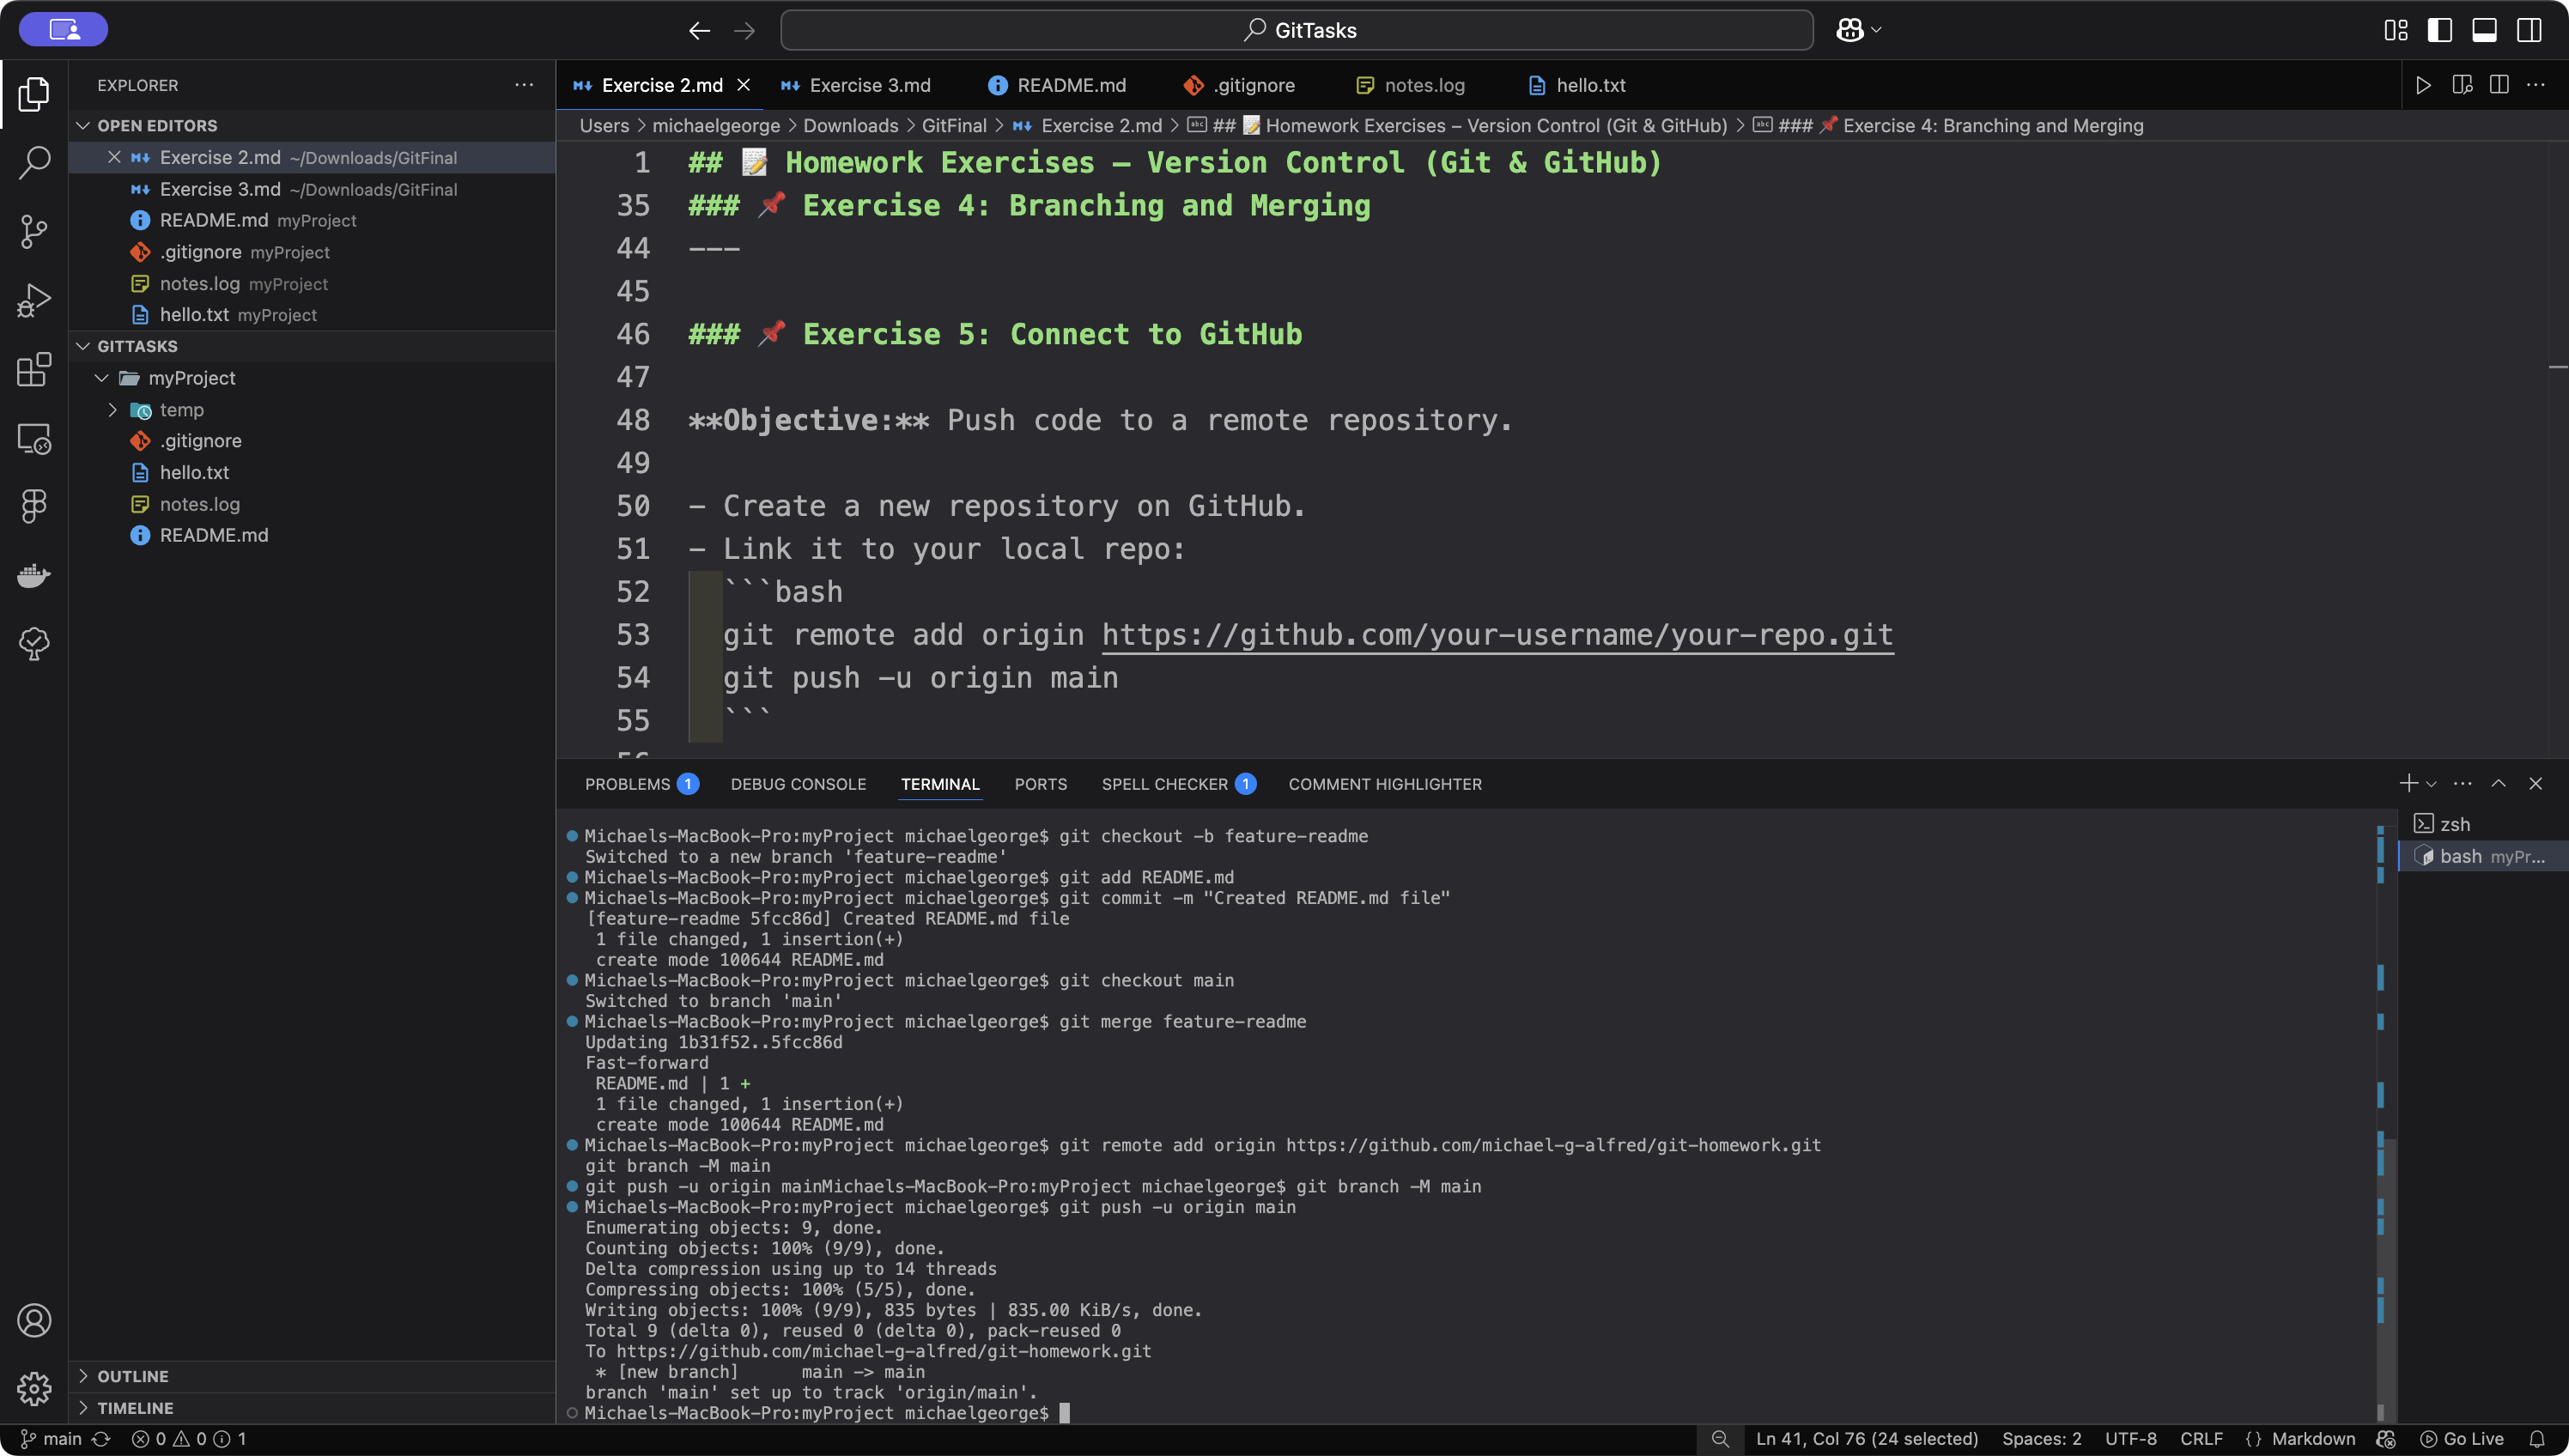 GitTasks
EXPLORER
OPEN EDITORS
Exercise 2.md ~/Downloads/GitFinal
Exercise 3.md ~/Downloads/GitFinal
README.md myProject
.gitignore myProject
notes.log myProject
hello.txt myProject
GITTASKS
myProject
temp
.gitignore
hello.txt
notes.log
README.md
OUTLINE
TIMELINE
Exercise 2.md Exercise 3.md README.md .gitignore notes.log hello.txt
Users > michaelgeorge > Downloads > GitFinal > Exercise 2.md > ## 📝 Homework Exercises – Version Control (Git & GitHub) > ### 📌 Exercise 4: Branching and Merging
1 ## 📝 Homework Exercises – Version Control (Git & GitHub)
35 ### 📌 Exercise 4: Branching and Merging
44 ---
45
46 ### 📌 Exercise 5: Connect to GitHub
47
48 **Objective:** Push code to a remote repository.
49
50 - Create a new repository on GitHub.
51 - Link it to your local repo:
52 ```bash
53 git remote add origin https://github.com/your-username/your-repo.git
54 git push -u origin main
55 ```
PROBLEMS 1 DEBUG CONSOLE TERMINAL PORTS SPELL CHECKER 1 COMMENT HIGHLIGHTER
Michaels-MacBook-Pro:myProject michaelgeorge$ git checkout -b feature-readme
Switched to a new branch 'feature-readme'
Michaels-MacBook-Pro:myProject michaelgeorge$ git add README.md
Michaels-MacBook-Pro:myProject michaelgeorge$ git commit -m "Created README.md file"
[feature-readme 5fcc86d] Created README.md file
1 file changed, 1 insertion(+)
create mode 100644 README.md
Michaels-MacBook-Pro:myProject michaelgeorge$ git checkout main
Switched to branch 'main'
Michaels-MacBook-Pro:myProject michaelgeorge$ git merge feature-readme
Updating 1b31f52..5fcc86d
Fast-forward
README.md | 1 +
1 file changed, 1 insertion(+)
create mode 100644 README.md
Michaels-MacBook-Pro:myProject michaelgeorge$ git remote add origin https://github.com/michael-g-alfred/git-homework.git
git branch -M main
git push -u origin mainMichaels-MacBook-Pro:myProject michaelgeorge$ git branch -M main
Michaels-MacBook-Pro:myProject michaelgeorge$ git push -u origin main
Enumerating objects: 9, done.
Counting objects: 100% (9/9), done.
Delta compression using up to 14 threads
Compressing objects: 100% (5/5), done.
Writing objects: 100% (9/9), 835 bytes | 835.00 KiB/s, done.
Total 9 (delta 0), reused 0 (delta 0), pack-reused 0
To https://github.com/michael-g-alfred/git-homework.git
* [new branch] main -> main
branch 'main' set up to track 'origin/main'.
Michaels-MacBook-Pro:myProject michaelgeorge$
zsh
bash myPr...
main 0 0 1 Ln 41, Col 76 (24 selected) Spaces: 2 UTF-8 CRLF {} Markdown Go Live